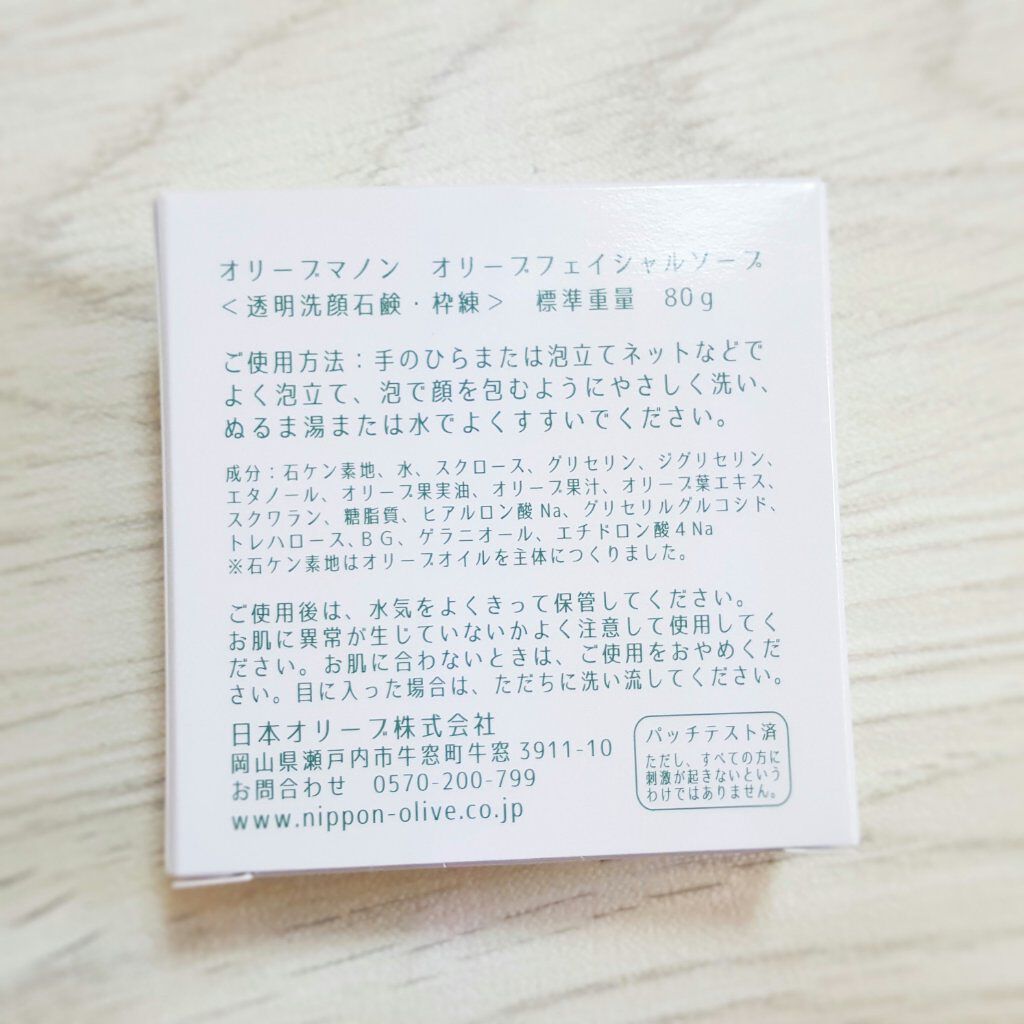 オリーブマノン　オリーブフェイシャルソープ
＜透明洗顔石鹸・枠練＞　標準重量　80g
ご使用方法：手のひらまたは泡立てネットなどで
よく泡立て、泡で顔を包むようにやさしく洗い、
ぬるま湯または水でよくすすいでください。
成分：石ケン素地、水、スクロース、グリセリン、ジグリセリン、
エタノール、オリーブ果実油、オリーブ果汁、オリーブ葉エキス、
スクワラン、糖脂質、ヒアルロン酸Na、グリセリルグルコシド、
トレハロース、BG、ゲラニオール、エチドロン酸4Na
※石ケン素地はオリーブオイルを主体につくりました。
ご使用後は、水気をよくきって保管してください。
お肌に異常が生じていないかよく注意して使用してく
ださい。お肌に合わないときは、ご使用をおやめくだ
さい。目に入った場合は、ただちに洗い流してください。
日本オリーブ株式会社
岡山県瀬戸内市牛窓町牛窓3911-10
お問合わせ　0570-200-799
www.nippon-olive.co.jp
パッチテスト済
ただし、すべての方に
刺激が起きないという
わけではありません。